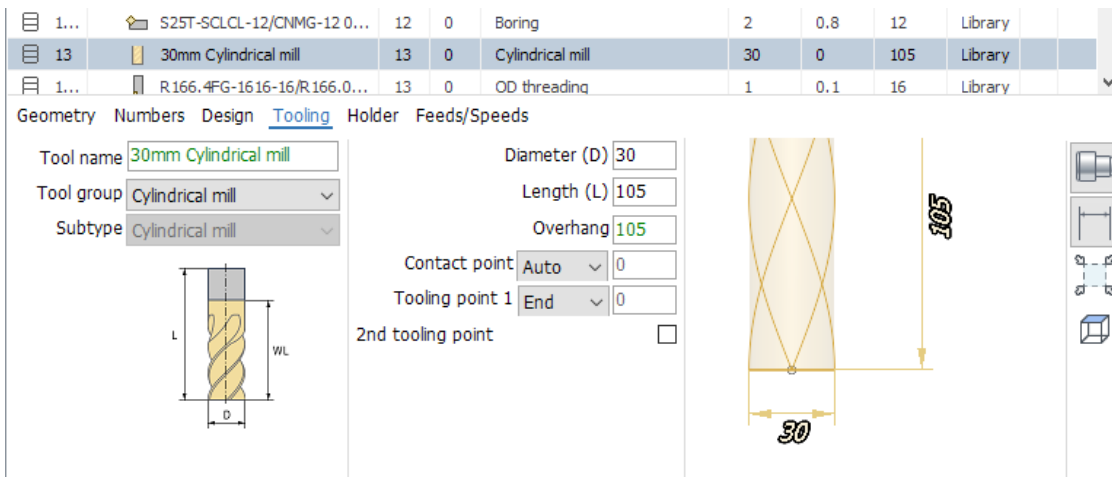 1... S25T-SCLCL-12/CNMG-12 0... 12 0 Boring 2 0.8 12 Library
13 30mm Cylindrical mill 13 0 Cylindrical mill 30 0 105 Library
1... R166.4FG-1616-16/R166.0... 13 0 OD threading 1 0.1 16 Library
Geometry Numbers Design Tooling Holder Feeds/Speeds
Tool name 30mm Cylindrical mill
Tool group Cylindrical mill
Subtype Cylindrical mill
L
WL
D
Diameter (D) 30
Length (L) 105
Overhang 105
Contact point Auto 0
Tooling point 1 End 0
2nd tooling point
105
30